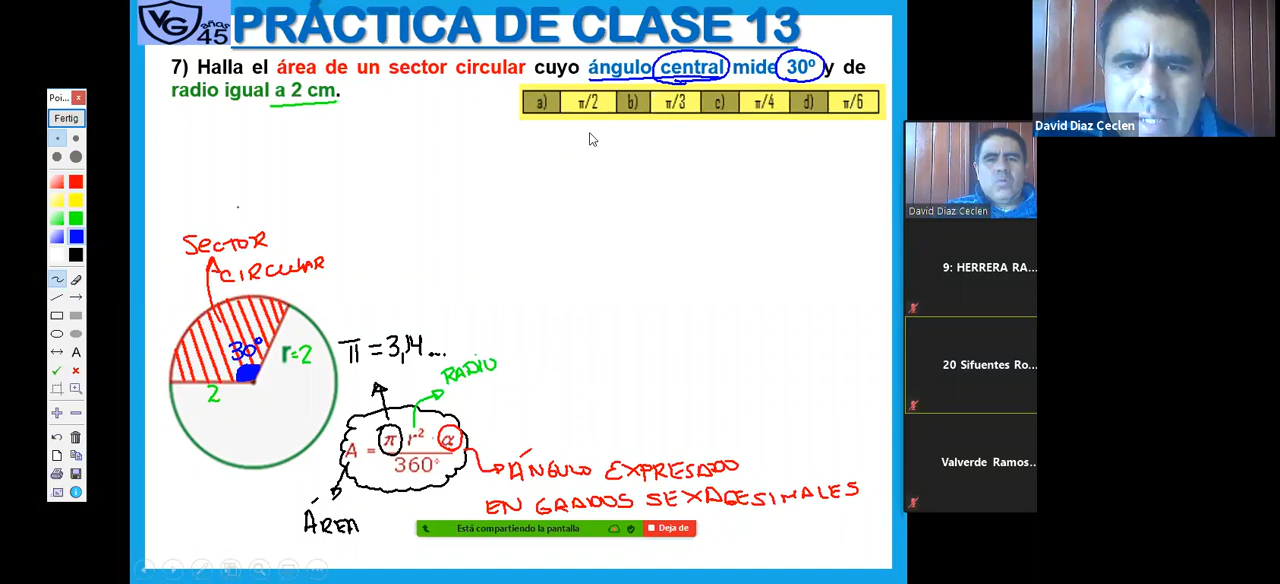 VG
años
45
PRÁCTICA DE CLASE 13
7) Halla el área de un sector circular cuyo ángulo central mide 30º y de
radio igual a 2 cm.
a) π/2 b) π/3 c) π/4 d) π/6
Poi...
Fertig
A
SECTOR
CIRCULAR
30°
r=2
2
π = 3,14...
RADIO
A = π r² · α
360°
ÁNGULO EXPRESADO
EN GRADOS SEXAGESIMALES
ÁREA
Está compartiendo la pantalla
Deja de
David Diaz Ceclen
David Diaz Ceclen
9: HERRERA RA...
20 Sifuentes Ro...
Valverde Ramos...